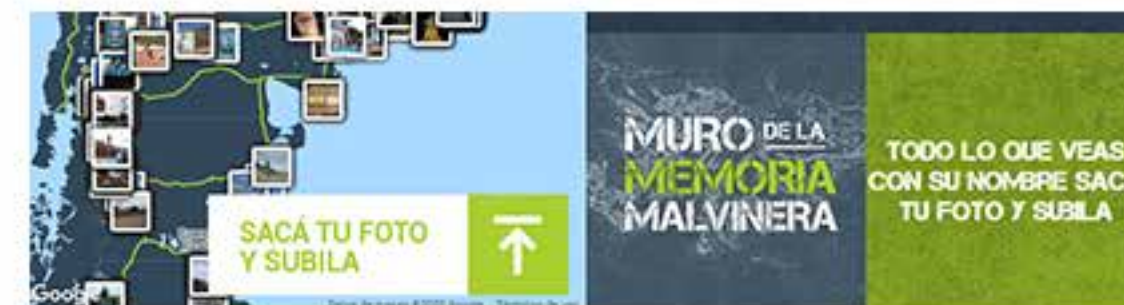 SACÁ TU FOTO
Y SUBILA
Google
MURO DE LA
MEMORIA
MALVINERA
TODO LO QUE VEAS
CON SU NOMBRE SAC
TU FOTO Y SUBILA